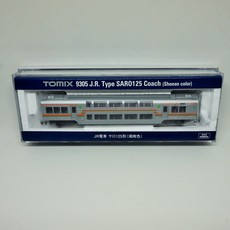 TOMIX 9305 J.R. Type SARO125 Coach (Shonan color)
JR電車 サロ125形(湘南色)